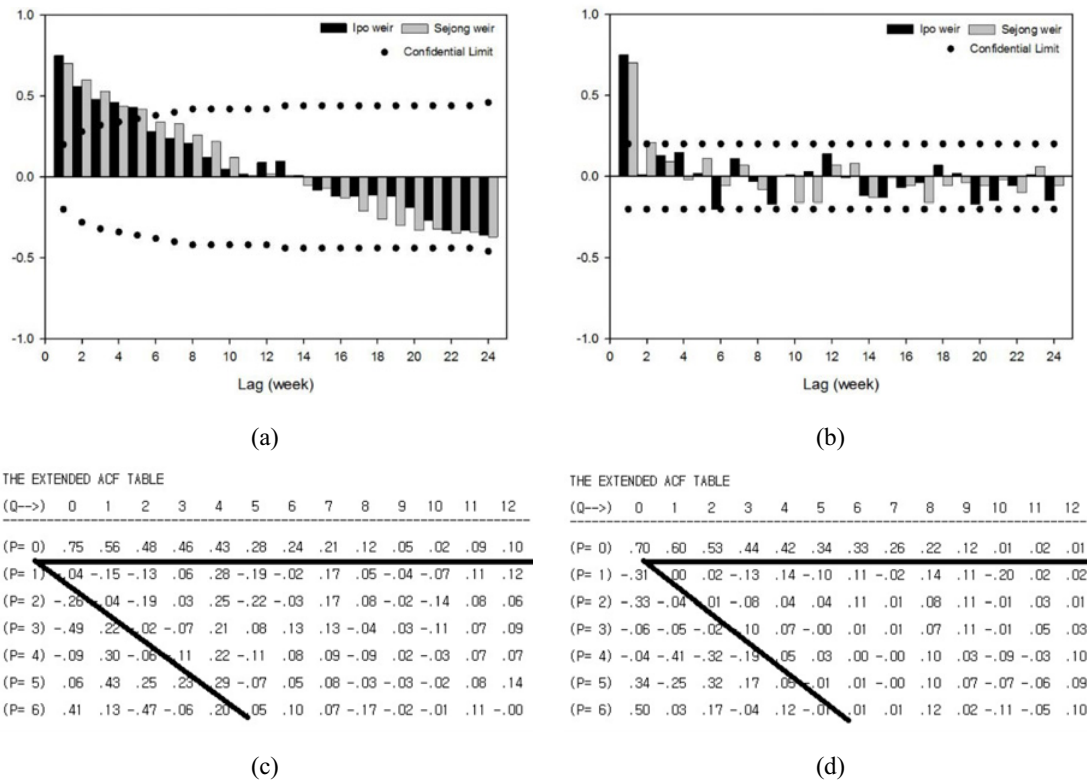 1.0
0.5
0.0
-0.5
-1.0
Ipo weir Sejong weir
Confidential Limit
0 2 4 6 8 10 12 14 16 18 20 22 24
Lag (week)
(a)
1.0
0.5
0.0
-0.5
-1.0
Ipo weir Sejong weir
Confidential Limit
0 2 4 6 8 10 12 14 16 18 20 22 24
Lag (week)
(b)
THE EXTENDED ACF TABLE
(Q-->) 0 1 2 3 4 5 6 7 8 9 10 11 12
(P= 0) .75 .56 .48 .46 .43 .28 .24 .21 .12 .05 .02 .09 .10
(P= 1) -.15 -.13 .06 .28 -.19 -.02 .17 .05 -.04 -.07 .11 .12
(P= 2) -.26 -.19 .03 .25 -.22 -.03 .17 .08 -.02 -.14 .08 .06
(P= 3) -.49 .22 -.02 -.07 .21 .08 .13 .13 -.04 .03 -.11 .07 .09
(P= 4) -.09 .30 -.06 .11 .22 -.11 .08 .09 -.09 .02 -.03 .07 .07
(P= 5) .06 .43 .25 .23 .29 -.07 .05 .08 -.03 -.03 -.02 .08 .14
(P= 6) .41 .13 -.47 -.06 .20 .05 .10 .07 -.17 -.02 -.01 .11 -.00
(c)
THE EXTENDED ACF TABLE
(Q-->) 0 1 2 3 4 5 6 7 8 9 10 11 12
(P= 0) .70 .60 .53 .44 .42 .34 .33 .26 .22 .12 .01 .02 .01
(P= 1) -.31 .00 .02 -.13 .14 -.10 .11 -.02 .14 .11 -.20 .02 .02
(P= 2) -.33 -.04 .01 -.08 .04 .04 .11 .01 .08 .11 -.01 .03 .01
(P= 3) -.06 -.05 -.02 .10 .07 -.00 .01 .01 .07 .11 -.01 .05 .03
(P= 4) -.04 -.41 -.32 -.19 .05 .03 .00 -.00 .10 .03 -.09 -.03 .10
(P= 5) .34 -.25 .32 .17 .05 -.01 .01 -.00 .10 .07 -.07 -.06 .09
(P= 6) .50 .03 .17 -.04 .12 -.01 .01 .01 .12 .02 -.11 -.05 .10
(d)